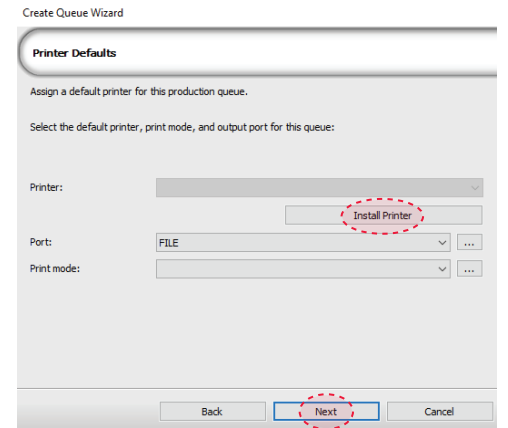 Create Queue Wizard
Printer Defaults
Assign a default printer for this production queue.
Select the default printer, print mode, and output port for this queue:
Printer:
Install Printer
Port: FILE ...
Print mode: ...
Back Next Cancel